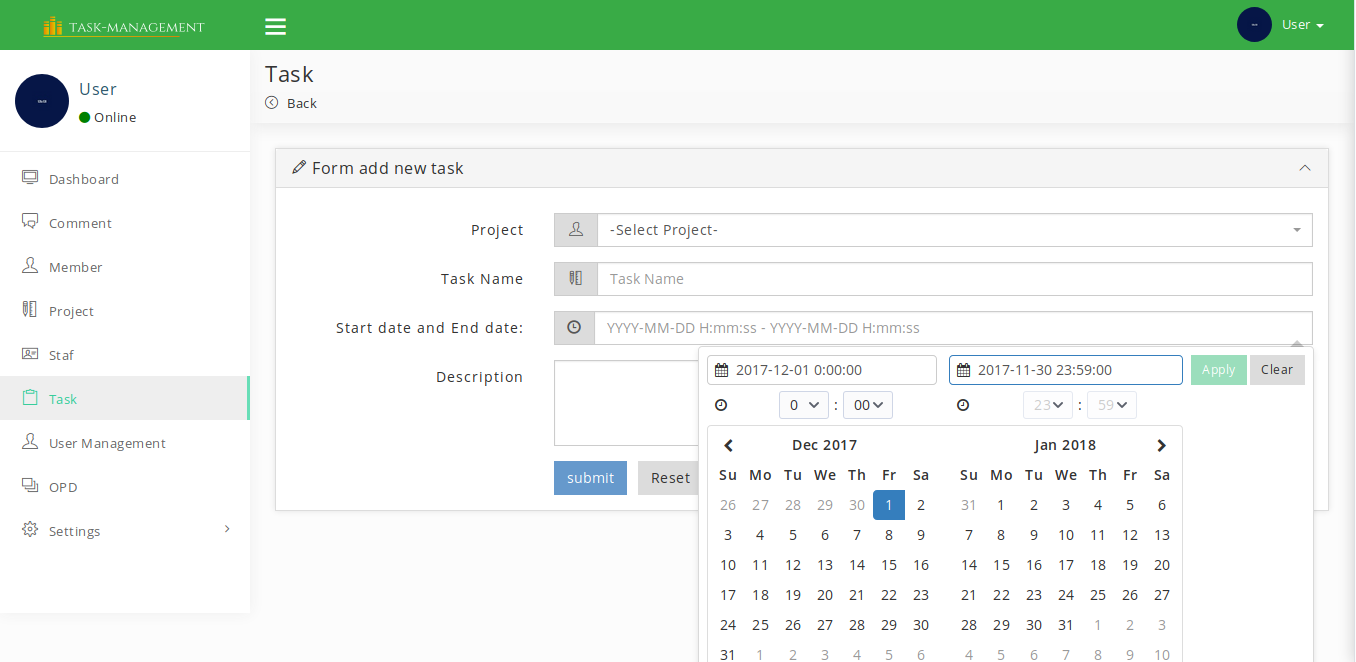 TASK-MANAGEMENT
User
User
Online
Dashboard
Comment
Member
Project
Staf
Task
User Management
OPD
Settings
Task
Back
Form add new task
Project
-Select Project-
Task Name
Task Name
Start date and End date:
YYYY-MM-DD H:mm:ss - YYYY-MM-DD H:mm:ss
Description
submit
Reset
2017-12-01 0:00:00
2017-11-30 23:59:00
Apply
Clear
0 : 00
23 : 59
Dec 2017
Su Mo Tu We Th Fr Sa
26 27 28 29 30 1 2
3 4 5 6 7 8 9
10 11 12 13 14 15 16
17 18 19 20 21 22 23
24 25 26 27 28 29 30
31 1 2 3 4 5 6
Jan 2018
Su Mo Tu We Th Fr Sa
31 1 2 3 4 5 6
7 8 9 10 11 12 13
14 15 16 17 18 19 20
21 22 23 24 25 26 27
28 29 30 31 1 2 3
4 5 6 7 8 9 10